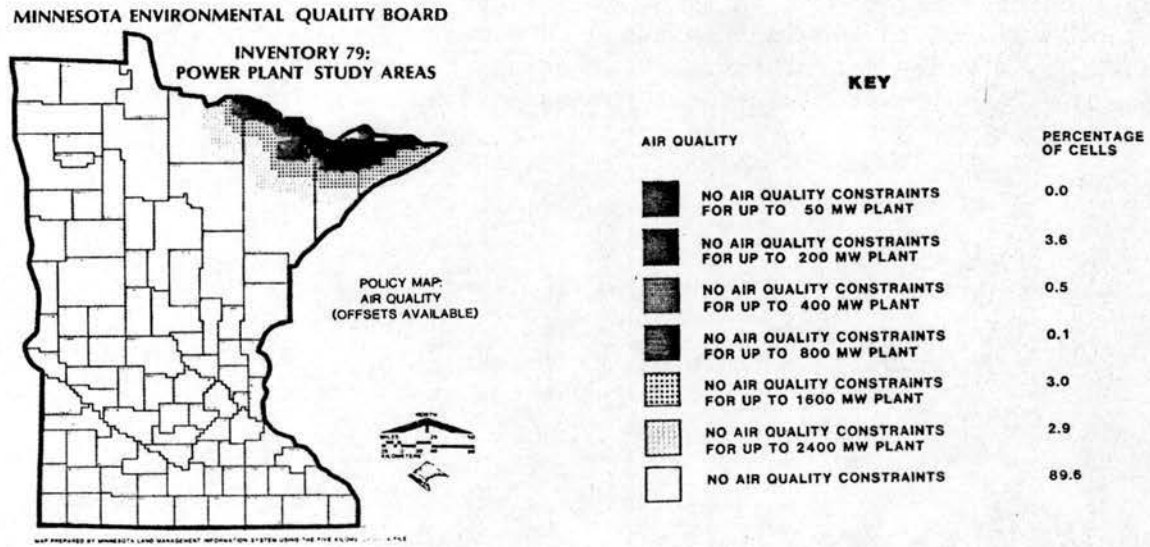 MINNESOTA ENVIRONMENTAL QUALITY BOARD
INVENTORY 79:
POWER PLANT STUDY AREAS
POLICY MAP:
AIR QUALITY
(OFFSETS AVAILABLE)
NORTH
MAP PREPARED BY MINNESOTA LAND MANAGEMENT INFORMATION SYSTEM USING THE FIVE FILE
KEY
AIR QUALITY
PERCENTAGE
OF CELLS
NO AIR QUALITY CONSTRAINTS 0.0
FOR UP TO 50 MW PLANT
NO AIR QUALITY CONSTRAINTS 3.6
FOR UP TO 200 MW PLANT
NO AIR QUALITY CONSTRAINTS 0.5
FOR UP TO 400 MW PLANT
NO AIR QUALITY CONSTRAINTS 0.1
FOR UP TO 800 MW PLANT
NO AIR QUALITY CONSTRAINTS 3.0
FOR UP TO 1600 MW PLANT
NO AIR QUALITY CONSTRAINTS 2.9
FOR UP TO 2400 MW PLANT
NO AIR QUALITY CONSTRAINTS 89.6